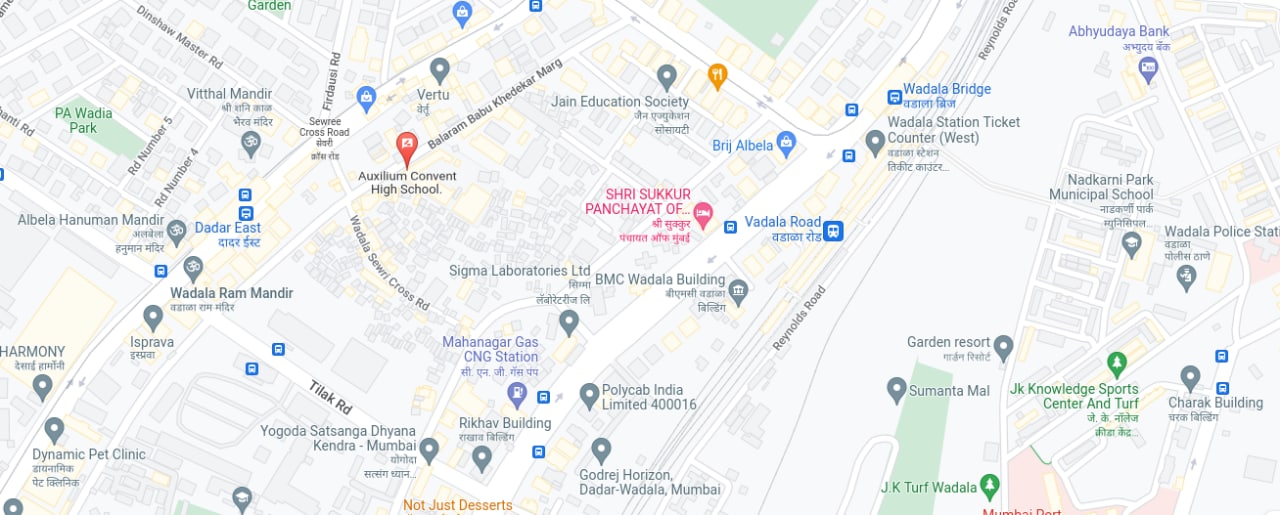 Garden
Dinshaw Master Rd
Firdausi Rd
Reynolds Roa
Abhyudaya Bank
अभ्युदय बँक
Balaram Babu Khedekar Marg
Vertu
वेर्तू
Vitthal Mandir
श्री शनि काळ
भैरव मंदिर
PA Wadia
Park
hanti Rd
Rd Number 5
Rd Number 4
Sewree
Cross Road
सेवरी
क्रॉस रोड
Jain Education Society
जैन एज्युकेशन
सोसायटी
Wadala Bridge
वडाला ब्रिज
Wadala Station Ticket
Counter (West)
वडाळा स्टेशन
तिकीट काउंटर...
Brij Albela
Auxilium Convent
High School.
Nadkarni Park
Municipal School
नाडकर्णी पार्क
म्युनिसिपल...
SHRI SUKKUR
PANCHAYAT OF...
श्री सुक्कुर
पंचायत ऑफ मुंबई
Vadala Road
वडाळा रोड
Albela Hanuman Mandir
अलबेला
हनुमान मंदिर
Dadar East
दादर ईस्ट
Wadala Sewri Cross Rd
Wadala Police Stati
वडाळा
पोलीस ठाणे
Sigma Laboratories Ltd
सिग्मा
लॅबोरेटरीज लि
BMC Wadala Building
बीएमसी वडाळा
बिल्डिंग
Wadala Ram Mandir
वडाळा राम मंदिर
Reynolds Road
Isprava
इस्प्रवा
HARMONY
देसाई हार्मोनी
Mahanagar Gas
CNG Station
सी. एन. जी. गॅस पंप
Garden resort
गार्जन रिसोर्ट
Tilak Rd
Polycab India
Limited 400016
Sumanta Mal
Jk Knowledge Sports
Center And Turf
जे. के. नॉलेज
क्रीडा केंद्र...
Charak Building
चरक बिल्डिंग
Rikhav Building
राखाव बिल्डिंग
Yogoda Satsanga Dhyana
Kendra - Mumbai
योगोदा
सत्संग ध्यान...
Dynamic Pet Clinic
डायनामिक
पेट क्लिनिक
Godrej Horizon,
Dadar-Wadala, Mumbai
J.K Turf Wadala
Not Just Desserts
Mumbai Port